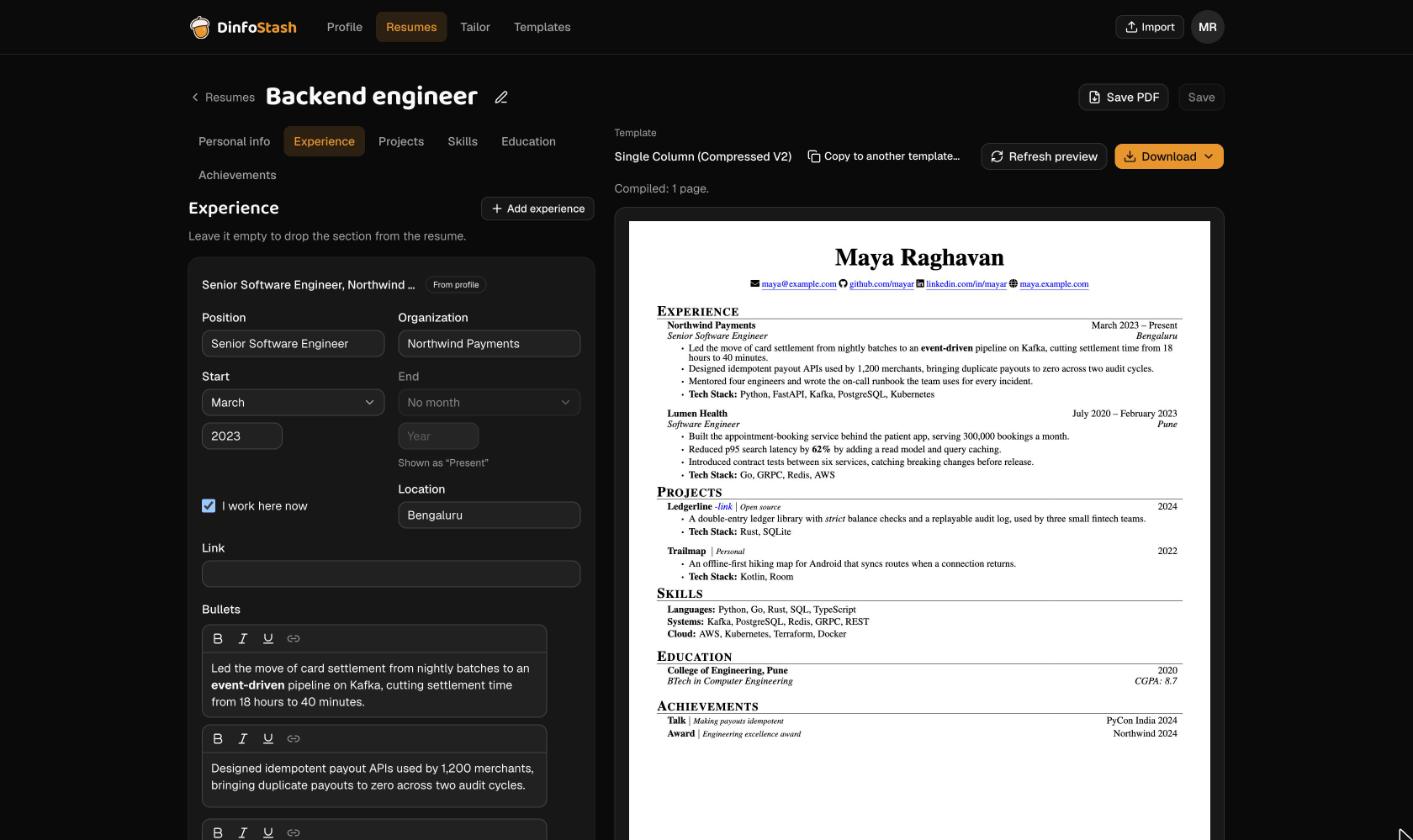 DinfoStash
Profile
Resumes
Tailor
Templates
Import
MR
Resumes
Backend engineer
Save PDF
Save
Personal info
Experience
Projects
Skills
Education
Achievements
Experience
Add experience
Leave it empty to drop the section from the resume.
Senior Software Engineer, Northwind ...
From profile
Position
Organization
Senior Software Engineer
Northwind Payments
Start
End
March
No month
2023
Year
Shown as “Present”
I work here now
Location
Bengaluru
Link
Bullets
B I U
Led the move of card settlement from nightly batches to an
event-driven pipeline on Kafka, cutting settlement time
from 18 hours to 40 minutes.
B I U
Designed idempotent payout APIs used by 1,200 merchants,
bringing duplicate payouts to zero across two audit cycles.
B I U
Template
Single Column (Compressed V2)
Copy to another template...
Refresh preview
Download
Compiled: 1 page.
Maya Raghavan
maya@example.com github.com/mayar linkedin.com/in/mayar maya.example.com
EXPERIENCE
Northwind Payments March 2023 – Present
Senior Software Engineer Bengaluru
• Led the move of card settlement from nightly batches to an event-driven pipeline on Kafka, cutting settlement time from 18
hours to 40 minutes.
• Designed idempotent payout APIs used by 1,200 merchants, bringing duplicate payouts to zero across two audit cycles.
• Mentored four engineers and wrote the on-call runbook the team uses for every incident.
• Tech Stack: Python, FastAPI, Kafka, PostgreSQL, Kubernetes
Lumen Health July 2020 – February 2023
Software Engineer Pune
• Built the appointment-booking service behind the patient app, serving 300,000 bookings a month.
• Reduced p95 search latency by 62% by adding a read model and query caching.
• Introduced contract tests between six services, catching breaking changes before release.
• Tech Stack: Go, GRPC, Redis, AWS
PROJECTS
Ledgerline -link | Open source 2024
• A double-entry ledger library with strict balance checks and a replayable audit log, used by three small fintech teams.
• Tech Stack: Rust, SQLite
Trailmap | Personal 2022
• An offline-first hiking map for Android that syncs routes when a connection returns.
• Tech Stack: Kotlin, Room
SKILLS
Languages: Python, Go, Rust, SQL, TypeScript
Systems: Kafka, PostgreSQL, Redis, GRPC, REST
Cloud: AWS, Kubernetes, Terraform, Docker
EDUCATION
College of Engineering, Pune 2020
BTech in Computer Engineering CGPA: 8.7
ACHIEVEMENTS
Talk | Making payouts idempotent PyCon India 2024
Award | Engineering excellence award Northwind 2024